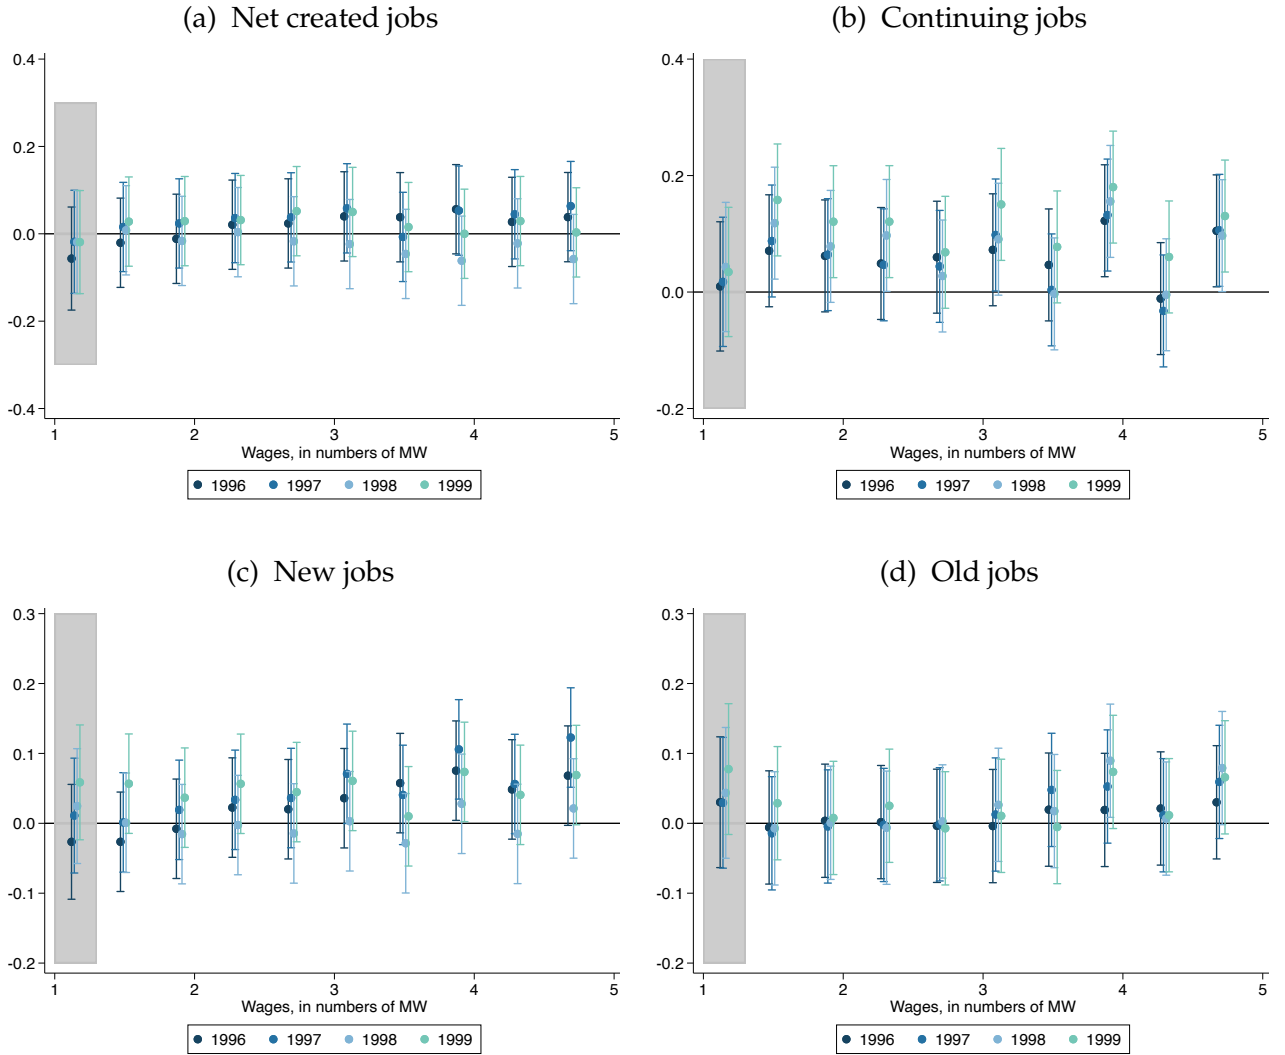 (a) Net created jobs
0.4
0.2
0.0
-0.2
-0.4
1 2 3 4 5
Wages, in numbers of MW
1996 1997 1998 1999
(b) Continuing jobs
0.4
0.2
0.0
-0.2
1 2 3 4 5
Wages, in numbers of MW
1996 1997 1998 1999
(c) New jobs
0.3
0.2
0.1
0.0
-0.1
-0.2
1 2 3 4 5
Wages, in numbers of MW
1996 1997 1998 1999
(d) Old jobs
0.3
0.2
0.1
0.0
-0.1
-0.2
1 2 3 4 5
Wages, in numbers of MW
1996 1997 1998 1999